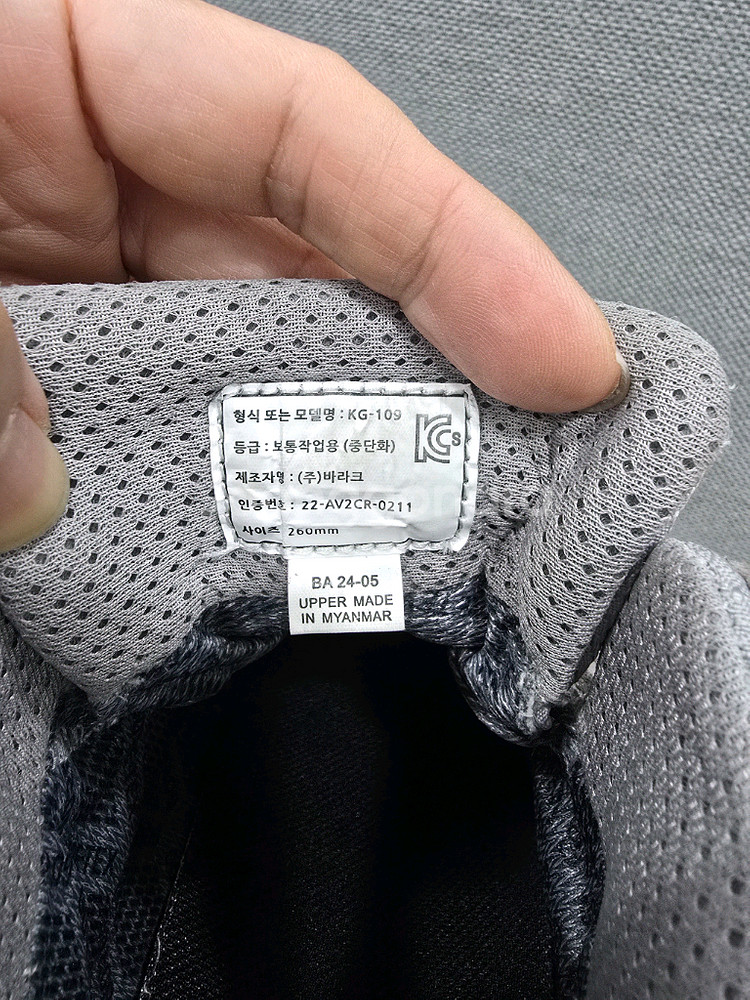 형식 또는 모델명 : KG-109
등급 : 보통작업용 (중단화)
KCs
제조자명 : (주)바라크
인증번호 : 22-AV2CR-0211
사이즈 260mm
BA 24-05
UPPER MADE
IN MYANMAR